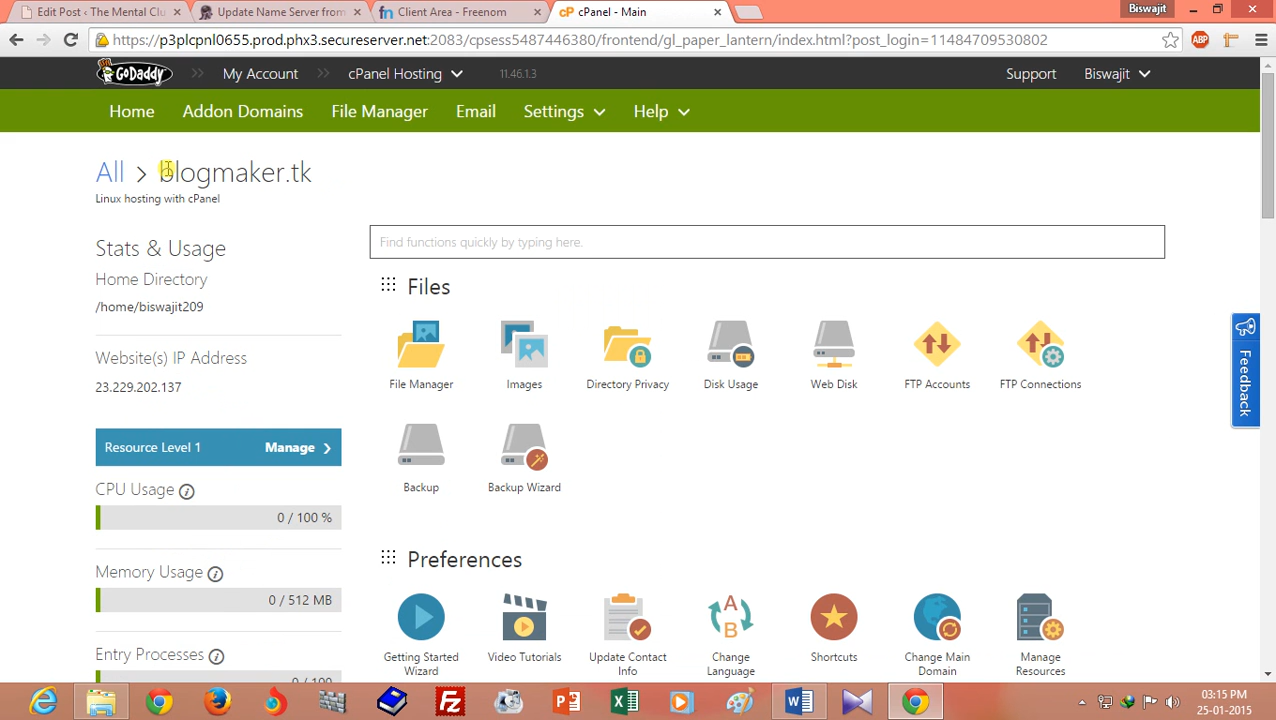 Edit Post ‹ The Mental Clu
Update Name Server from
Client Area - Freenom
cP cPanel - Main
Biswajit
https://p3plcpnl0655.prod.phx3.secureserver.net:2083/cpsess5487446380/frontend/gl_paper_lantern/index.html?post_login=11484709530802
ABP
GoDaddy
My Account
cPanel Hosting
11.46.1.3
Support
Biswajit
Home
Addon Domains
File Manager
Email
Settings
Help
All > blogmaker.tk
Linux hosting with cPanel
Stats & Usage
Home Directory
/home/biswajit209
Website(s) IP Address
23.229.202.137
Resource Level 1 Manage
CPU Usage
0 / 100 %
Memory Usage
0 / 512 MB
Entry Processes
Find functions quickly by typing here.
Files
File Manager
Images
Directory Privacy
Disk Usage
Web Disk
FTP Accounts
FTP Connections
Backup
Backup Wizard
Preferences
A
B
Getting Started
Wizard
Video Tutorials
Update Contact
Info
Change
Language
Shortcuts
Change Main
Domain
Manage
Resources
Feedback
03:15 PM
25-01-2015